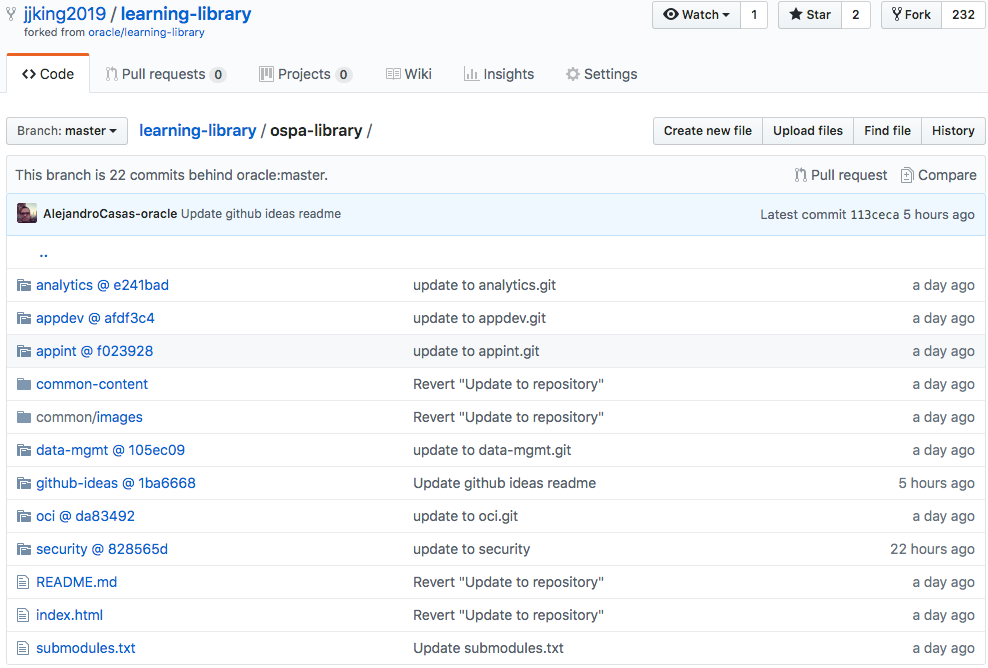 jjking2019 / learning-library Watch 1 Star 2 Fork 232
forked from oracle/learning-library
Code Pull requests 0 Projects 0 Wiki Insights Settings
Branch: master learning-library / ospa-library / Create new file Upload files Find file History
This branch is 22 commits behind oracle:master. Pull request Compare
AlejandroCasas-oracle Update github ideas readme Latest commit 113ceca 5 hours ago
..
analytics @ e241bad update to analytics.git a day ago
appdev @ afdf3c4 update to appdev.git a day ago
appint @ f023928 update to appint.git a day ago
common-content Revert "Update to repository" a day ago
common/images Revert "Update to repository" a day ago
data-mgmt @ 105ec09 update to data-mgmt.git a day ago
github-ideas @ 1ba6668 Update github ideas readme 5 hours ago
oci @ da83492 update to oci.git a day ago
security @ 828565d update to security 22 hours ago
README.md Revert "Update to repository" a day ago
index.html Revert "Update to repository" a day ago
submodules.txt Update submodules.txt a day ago